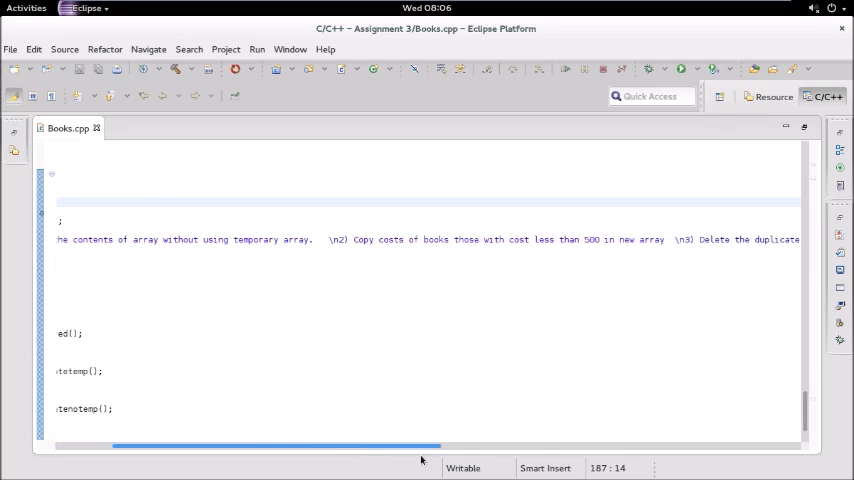 Activities Eclipse Wed 08:06
C/C++ - Assignment 3/Books.cpp - Eclipse Platform
File Edit Source Refactor Navigate Search Project Run Window Help
Quick Access Resource C/C++
Books.cpp
;
he contents of array without using temporary array. \n2) Copy costs of books those with cost less than 500 in new array \n3) Delete the duplicate
ed();
tetemp();
tenotemp();
Writable Smart Insert 187 : 14